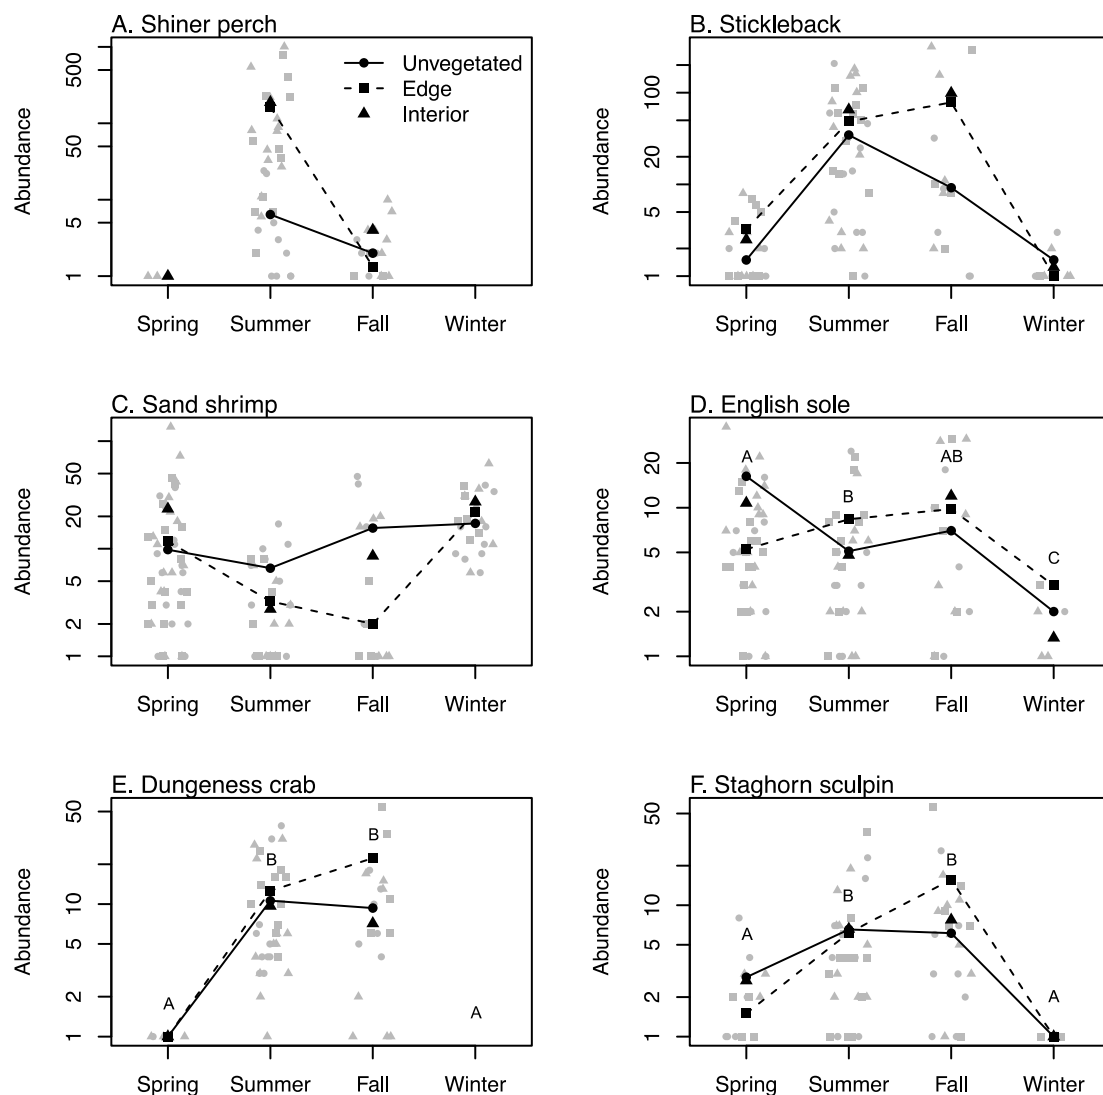 A. Shiner perch
Abundance
500
50
5
1
Unvegetated
Edge
Interior
Spring Summer Fall Winter
B. Stickleback
Abundance
100
20
5
1
Spring Summer Fall Winter
C. Sand shrimp
Abundance
50
20
5
2
1
Spring Summer Fall Winter
D. English sole
Abundance
20
10
5
2
1
A
B
AB
C
Spring Summer Fall Winter
E. Dungeness crab
Abundance
50
10
5
2
1
A
B
B
A
Spring Summer Fall Winter
F. Staghorn sculpin
Abundance
50
10
5
2
1
A
B
B
A
Spring Summer Fall Winter